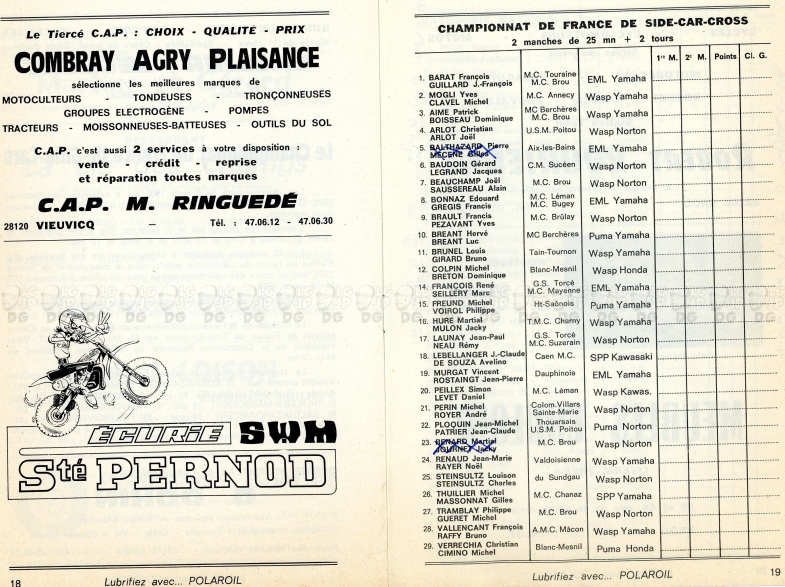 Le Tiercé C.A.P. : CHOIX - QUALITÉ - PRIX
COMBRAY AGRY PLAISANCE
sélectionne les meilleures marques de
MOTOCULTEURS - TONDEUSES - TRONÇONNEUSES
GROUPES ELECTROGÈNE - POMPES
TRACTEURS - MOISSONNEUSES-BATTEUSES - OUTILS DU SOL
C.A.P. c'est aussi 2 services à votre disposition :
vente - crédit - reprise
et réparation toutes marques
C.A.P. M. RINGUEDÉ
28120 VIEUVICQ — Tél. : 47.06.12 - 47.06.30
ÉCURIE SWM
Sté PERNOD
18 Lubrifiez avec... POLAROIL
CHAMPIONNAT DE FRANCE DE SIDE-CAR-CROSS
2 manches de 25 mn + 2 tours
1re M. 2e M. Points Cl. G.
1. BARAT François M.C. Touraine EML Yamaha
GUILLARD J.-François M.C. Brou
2. MOGLI Yves M.C. Annecy Wasp Yamaha
CLAVEL Michel
3. AIME Patrick MC Berchères Wasp Yamaha
BOISSEAU Dominique M.C. Brou
4. ARLOT Christian U.S.M. Poitou Wasp Norton
ARLOT Joël
5. BALTHAZARD Pierre Aix-les-Bains EML Yamaha
MECENE Gilles
6. BAUDOIN Gérard C.M. Sucéen Wasp Norton
LEGRAND Jacques
7. BEAUCHAMP Joël M.C. Brou Wasp Norton
SAUSSEREAU Alain
8. BONNAZ Edouard M.C. Léman EML Yamaha
GREGIS Francis M.C. Bugey
9. BRAULT Francis M.C. Brûlay Wasp Norton
PEZAVANT Yves
10. BREANT Hervé MC Berchères Puma Yamaha
BREANT Luc
11. BRUNEL Louis Tain-Tournon Wasp Yamaha
GIRARD Bruno
12. COLPIN Michel Blanc-Mesnil Wasp Honda
BRETON Dominique
14. FRANÇOIS René G.S. Torcé EML Yamaha
SEILLERY Marc M.C. Mayenne
15. FREUND Michel Ht-Saônois Puma Yamaha
VOIROL Philippe
16. HURE Martial T.M.C. Charny Wasp Yamaha
MULON Jacky
17. LAUNAY Jean-Paul G.S. Torcé Wasp Norton
NEAU Rémy M.C. Suzerain
18. LEBELLANGER J.-Claude Caen M.C. SPP Kawasaki
DE SOUZA Avelino
19. MURGAT Vincent Dauphinois EML Yamaha
ROSTAINGT Jean-Pierre
20. PEILLEX Simon M.C. Léman Wasp Kawas.
LEVET Daniel
21. PERIN Michel Colom.Villars Wasp Norton
ROYER André Sainte-Marie
22. PLOQUIN Jean-Michel Thouarsais Puma Norton
PATRIER Jean-Claude U.S.M. Poitou
23. RENARD Martial M.C. Brou Wasp Norton
JOURNET Jacky
24. RENAUD Jean-Marie Valdoisienne Wasp Yamaha
RAYER Noël
25. STEINSULTZ Louison du Sundgau Wasp Norton
STEINSULTZ Charles
26. THUILLIER Michel M.C. Chanaz SPP Yamaha
MASSONNAT Gilles
27. TRAMBLAY Philippe M.C. Brou Wasp Norton
GUERET Michel
28. VALLENCANT François A.M.C. Mâcon Wasp Yamaha
RAFFY Bruno
29. VERRECHIA Christian Blanc-Mesnil Puma Honda
CIMINO Michel
Lubrifiez avec... POLAROIL 19